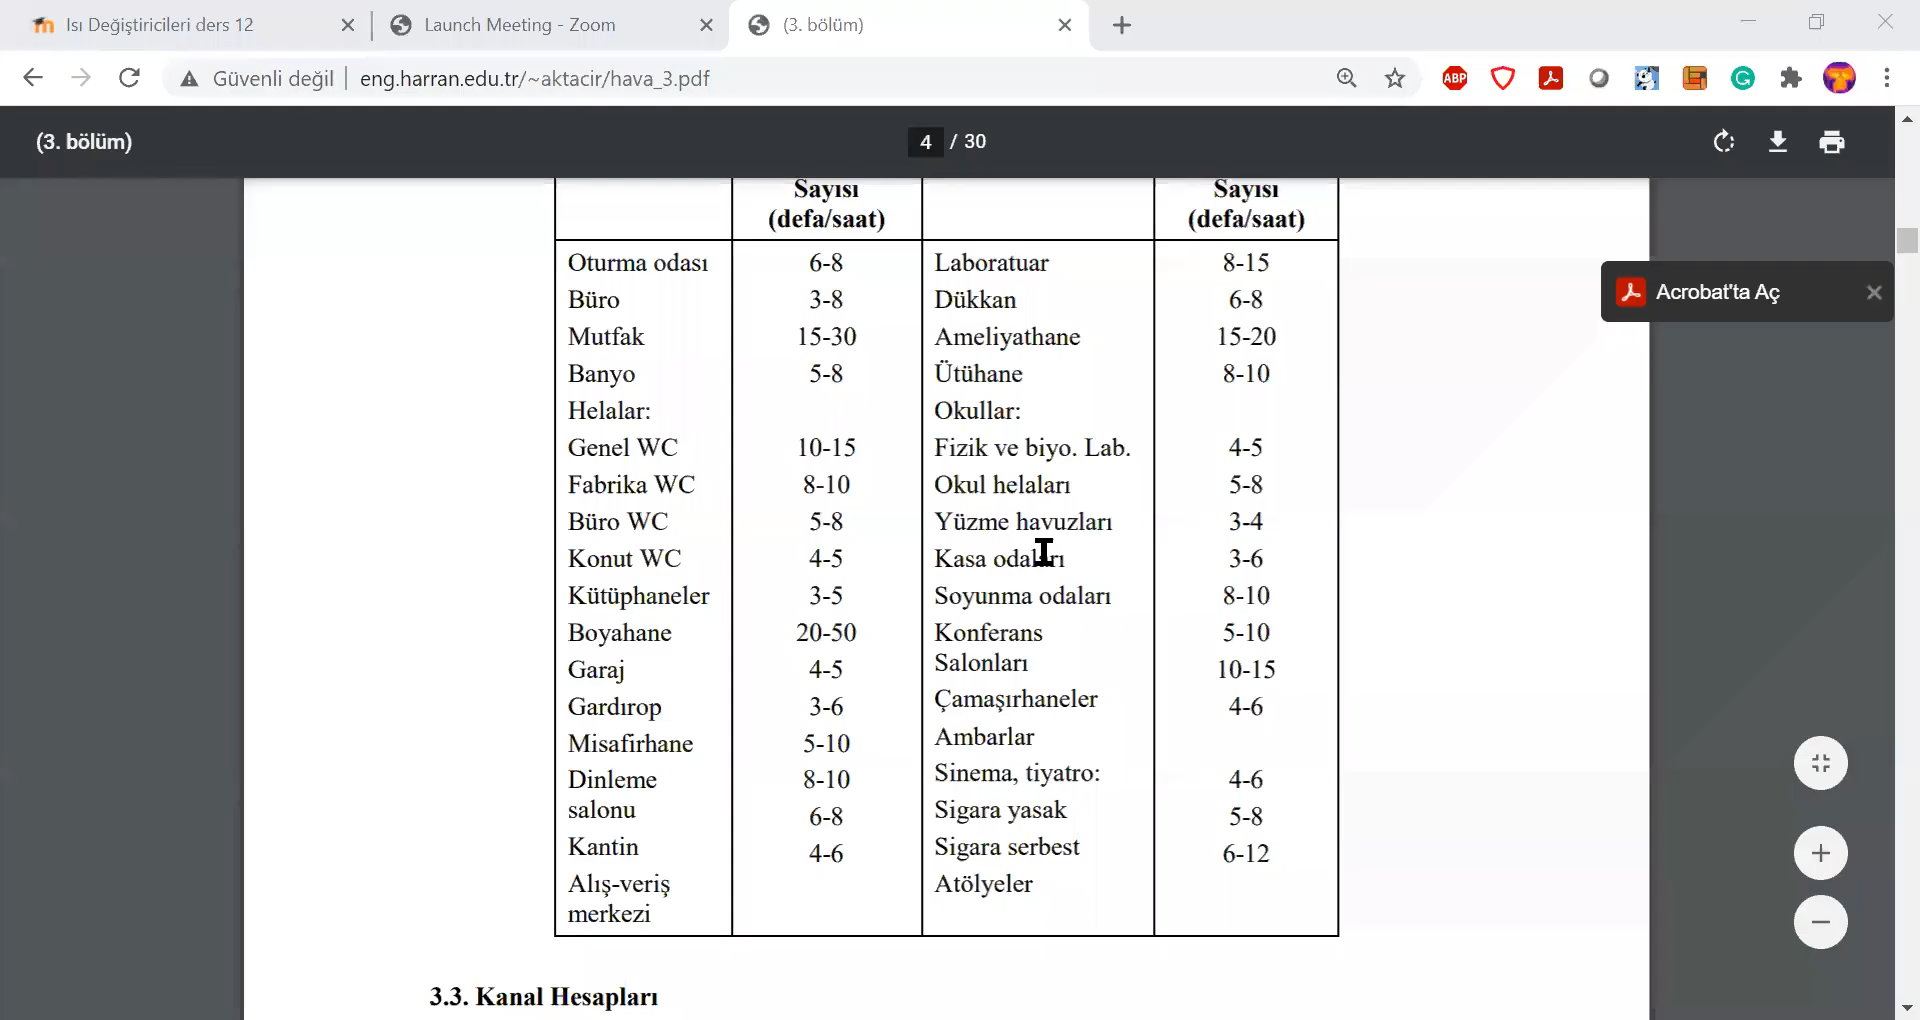 Isı Değiştiricileri ders 12
Launch Meeting - Zoom
(3. bölüm)
Güvenli değil
eng.harran.edu.tr/~aktacir/hava_3.pdf
ABP
(3. bölüm)
4 / 30
Acrobat'ta Aç
Sayısı Sayısı
(defa/saat) (defa/saat)
Oturma odası 6-8 Laboratuar 8-15
Büro 3-8 Dükkan 6-8
Mutfak 15-30 Ameliyathane 15-20
Banyo 5-8 Ütühane 8-10
Helalar: Okullar:
Genel WC 10-15 Fizik ve biyo. Lab. 4-5
Fabrika WC 8-10 Okul helaları 5-8
Büro WC 5-8 Yüzme havuzları 3-4
Konut WC 4-5 Kasa odaları 3-6
Kütüphaneler 3-5 Soyunma odaları 8-10
Boyahane 20-50 Konferans 5-10
Garaj 4-5 Salonları 10-15
Gardırop 3-6 Çamaşırhaneler 4-6
Misafirhane 5-10 Ambarlar
Dinleme 8-10 Sinema, tiyatro: 4-6
salonu 6-8 Sigara yasak 5-8
Kantin 4-6 Sigara serbest 6-12
Alış-veriş Atölyeler
merkezi
3.3. Kanal Hesapları